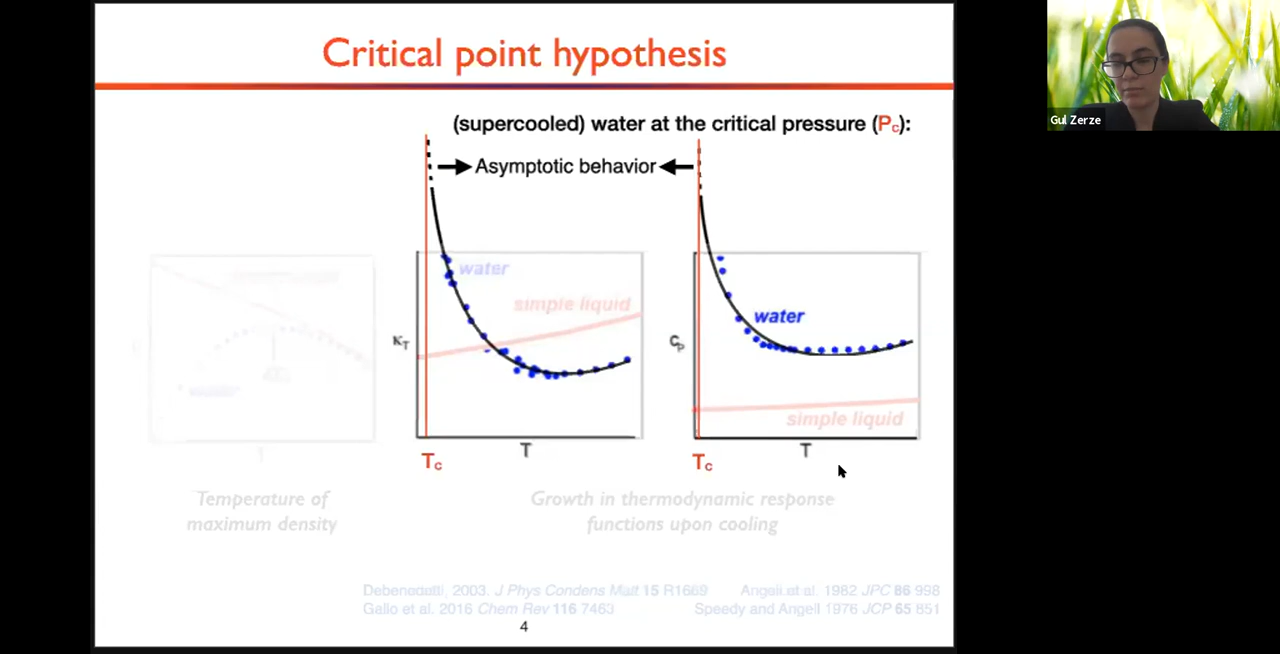 Critical point hypothesis
(supercooled) water at the critical pressure (Pc):
Asymptotic behavior
water
simple liquid
κT
T
Tc
water
simple liquid
Cp
T
Tc
Temperature of
maximum density
Growth in thermodynamic response
functions upon cooling
Debenedetti, 2003. J Phys Condens Matt 15 R1669
Gallo et al. 2016 Chem Rev 116 7463
Angell.et al. 1982 JPC 86 998
Speedy and Angell 1976 JCP 65 851
4
Gul Zerze